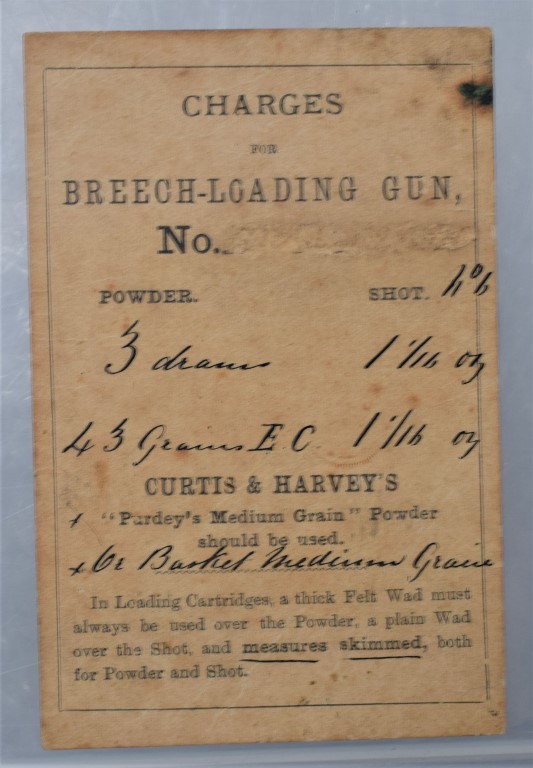 CHARGES
FOR
BREECH-LOADING GUN,
No.
POWDER. SHOT. No 6
3 drams 1 1/16 oz
43 Grains E.C. 1 1/16 oz
CURTIS & HARVEY'S
x "Purdey's Medium Grain" Powder
should be used.
x Or Basket Medium Grain
In Loading Cartridges, a thick Felt Wad must
always be used over the Powder, a plain Wad
over the Shot, and measures skimmed, both
for Powder and Shot.